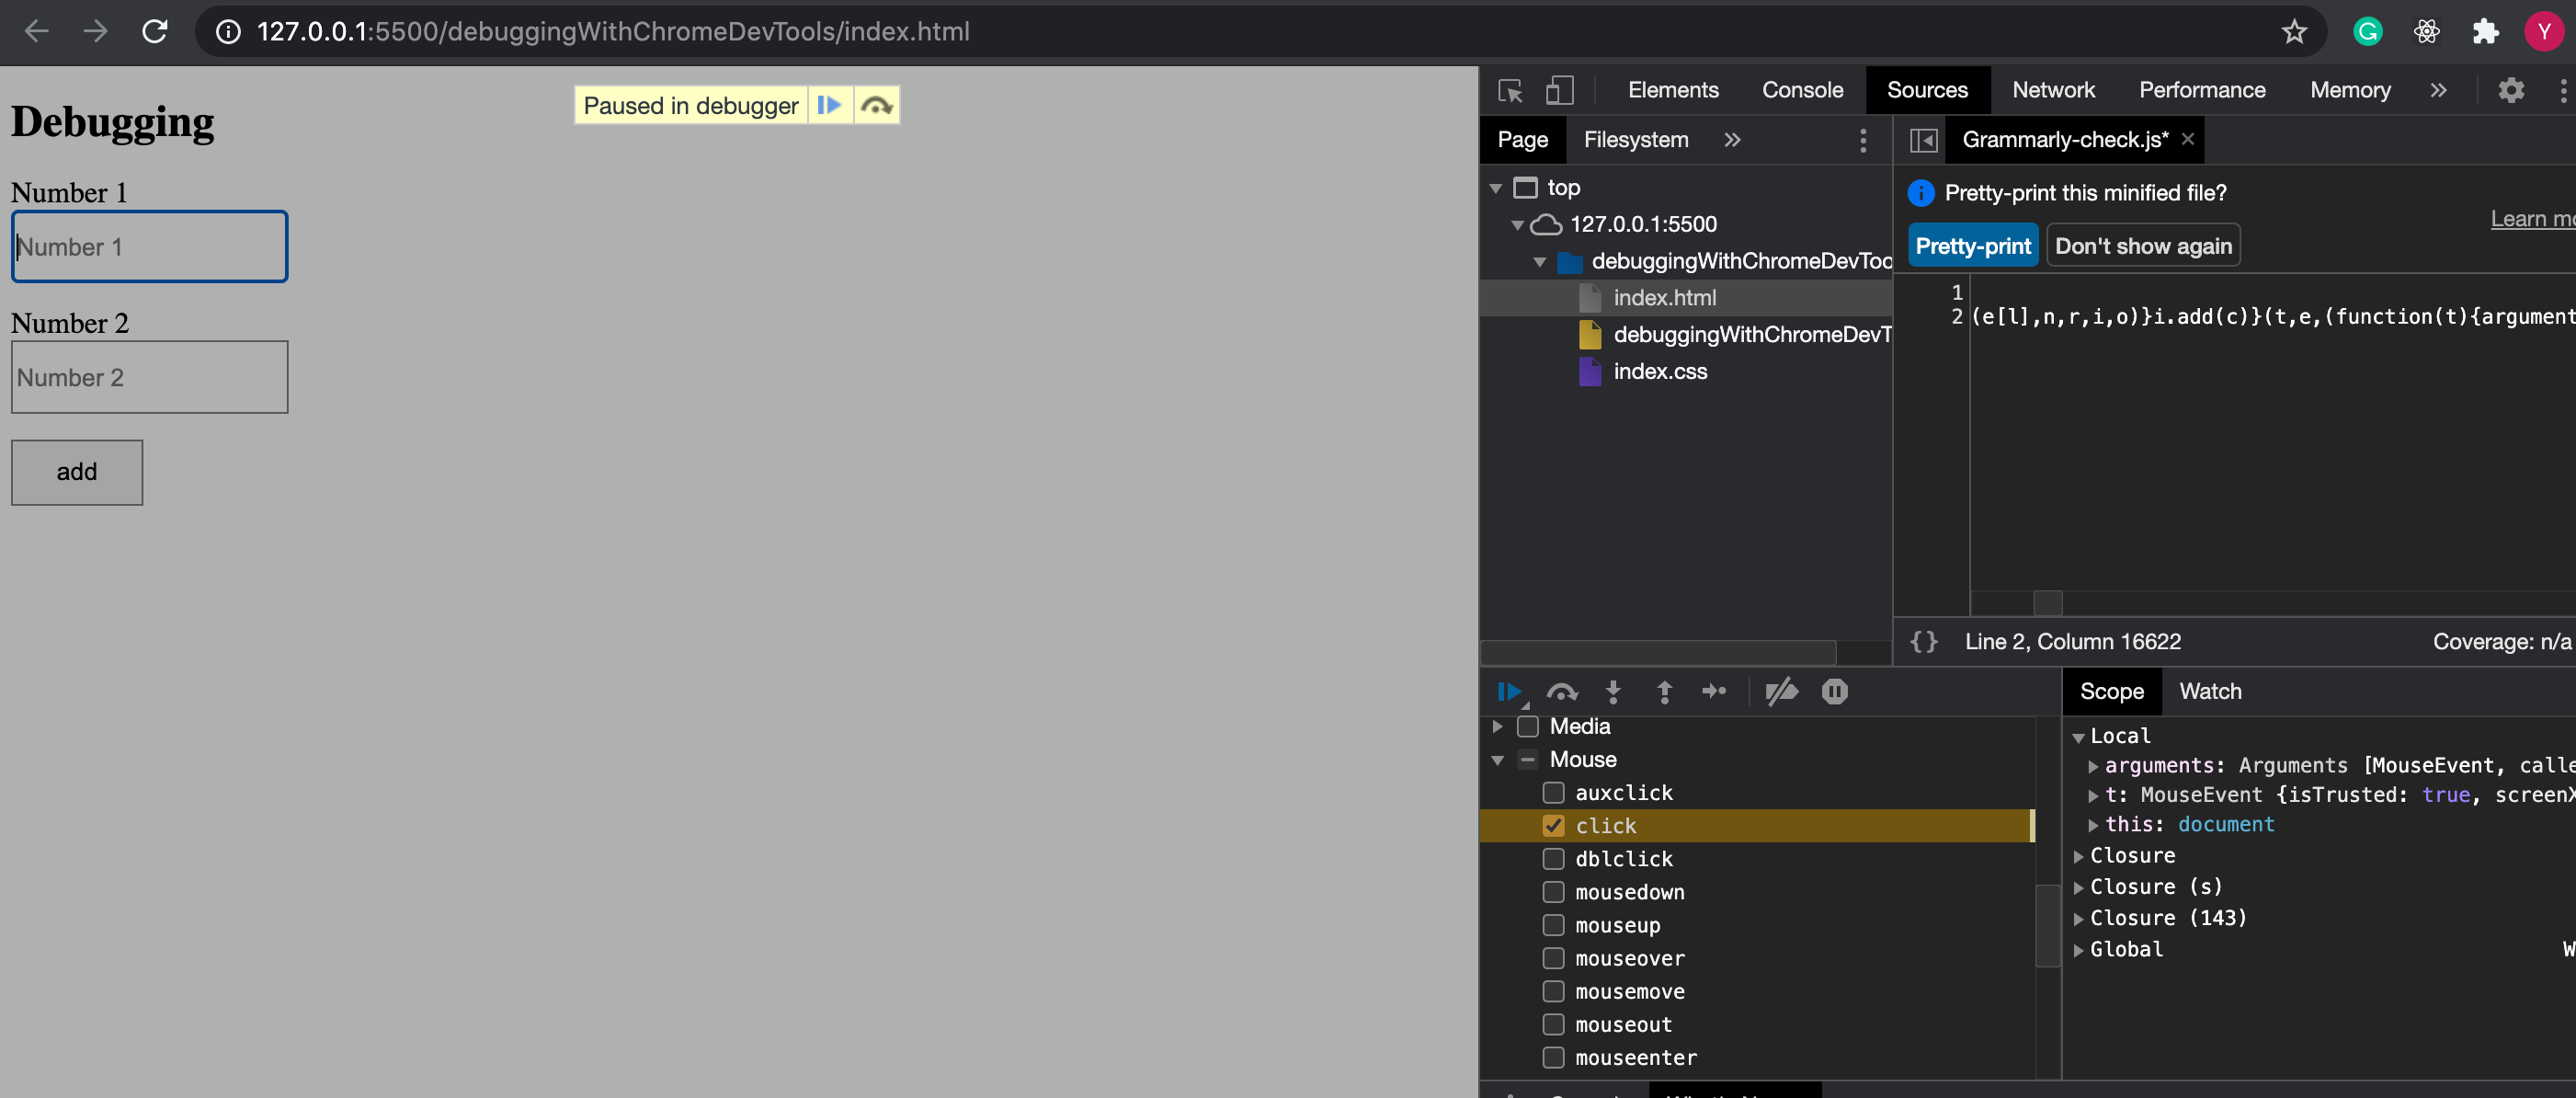 127.0.0.1:5500/debuggingWithChromeDevTools/index.html
Y
Debugging
Paused in debugger
Number 1
Number 1
Number 2
Number 2
add
Elements Console Sources Network Performance Memory »
Page Filesystem »
top
127.0.0.1:5500
debuggingWithChromeDevToo
index.html
debuggingWithChromeDevT
index.css
Grammarly-check.js* ×
Pretty-print this minified file?
Learn mo
Pretty-print Don't show again
1
2 (e[l],n,r,i,o)}i.add(c)}(t,e,(function(t){argument
{} Line 2, Column 16622 Coverage: n/a
Media
Mouse
auxclick
click
dblclick
mousedown
mouseup
mouseover
mousemove
mouseout
mouseenter
Scope Watch
Local
arguments: Arguments [MouseEvent, calle
t: MouseEvent {isTrusted: true, screenX
this: document
Closure
Closure (s)
Closure (143)
Global W